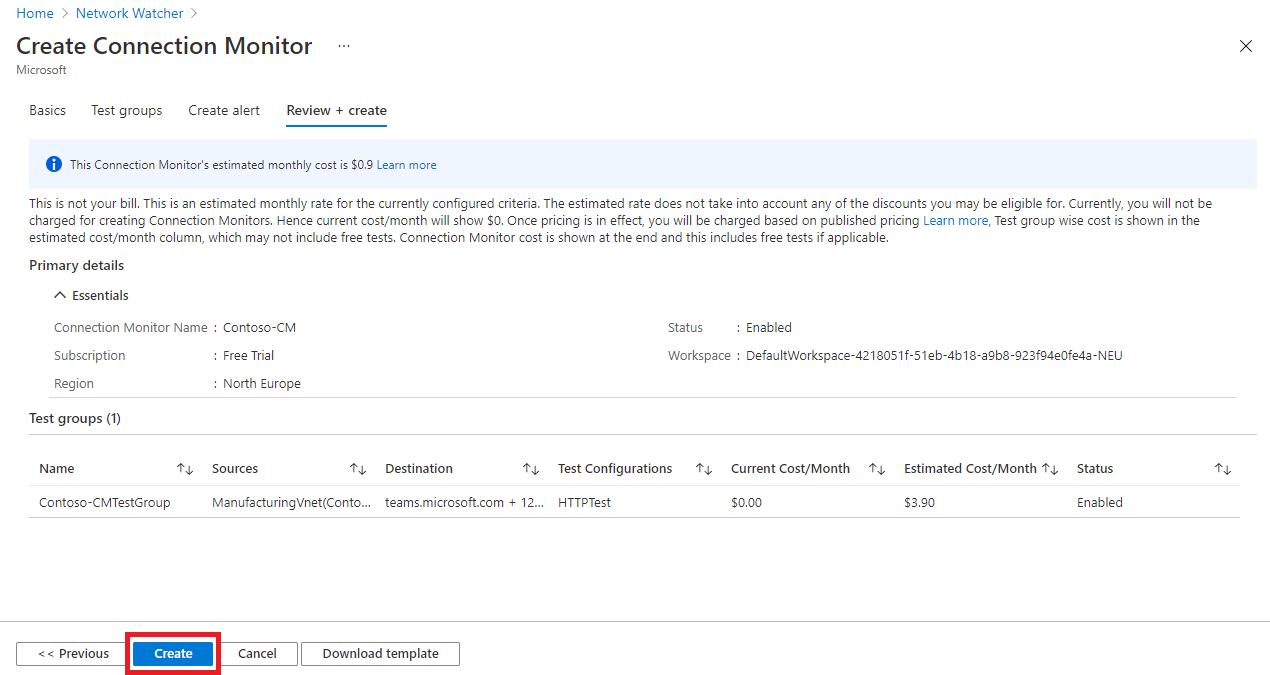 Home > Network Watcher >
Create Connection Monitor ...
Microsoft
Basics Test groups Create alert Review + create
This Connection Monitor's estimated monthly cost is $0.9 Learn more
This is not your bill. This is an estimated monthly rate for the currently configured criteria. The estimated rate does not take into account any of the discounts you may be eligible for. Currently, you will not be
charged for creating Connection Monitors. Hence current cost/month will show $0. Once pricing is in effect, you will be charged based on published pricing Learn more, Test group wise cost is shown in the
estimated cost/month column, which may not include free tests. Connection Monitor cost is shown at the end and this includes free tests if applicable.
Primary details
Essentials
Connection Monitor Name : Contoso-CM Status : Enabled
Subscription : Free Trial Workspace : DefaultWorkspace-4218051f-51eb-4b18-a9b8-923f94e0fe4a-NEU
Region : North Europe
Test groups (1)
Name Sources Destination Test Configurations Current Cost/Month Estimated Cost/Month Status
Contoso-CMTestGroup ManufacturingVnet(Conto... teams.microsoft.com + 12... HTTPTest $0.00 $3.90 Enabled
<< Previous Create Cancel Download template